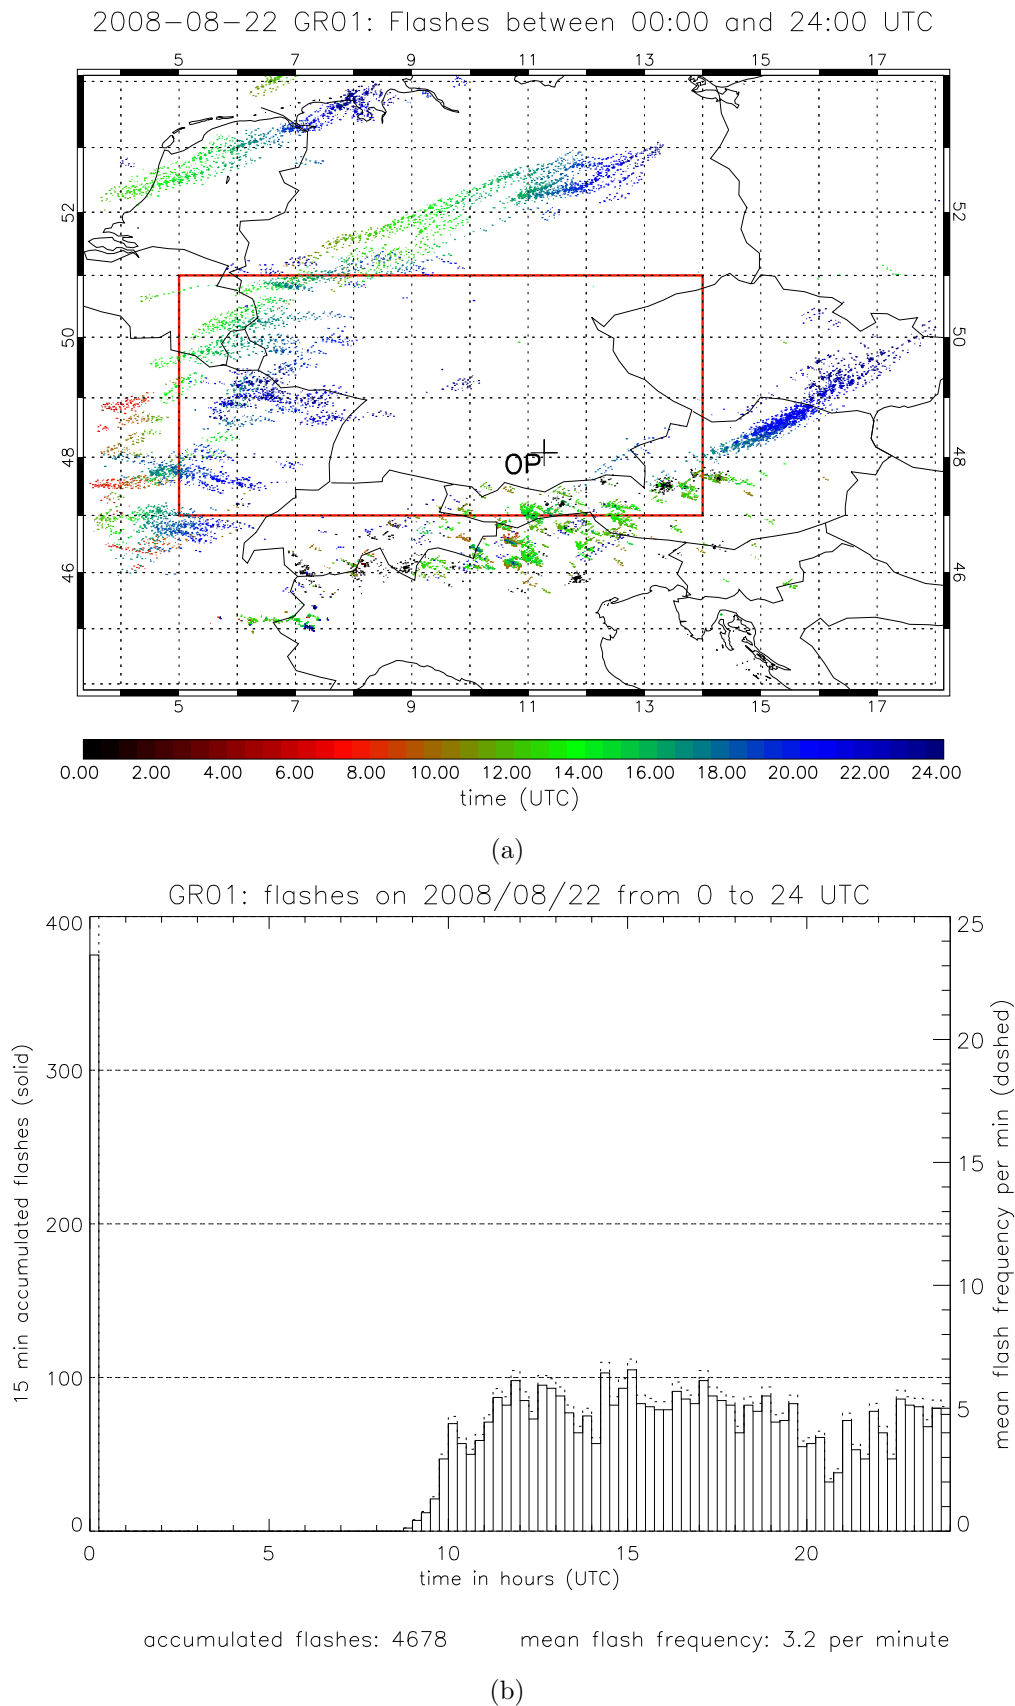 2008-08-22 GR01: Flashes between 00:00 and 24:00 UTC
5 7 9 11 13 15 17
52 52
50 50
OP
48 48
46 46
5 7 9 11 13 15 17
0.00 2.00 4.00 6.00 8.00 10.00 12.00 14.00 16.00 18.00 20.00 22.00 24.00
time (UTC)
(a)
GR01: flashes on 2008/08/22 from 0 to 24 UTC
400 25
20
300
15
200
10
100
5
0 0
15 min accumulated flashes (solid)
mean flash frequency per min (dashed)
0 5 10 15 20
time in hours (UTC)
accumulated flashes: 4678 mean flash frequency: 3.2 per minute
(b)